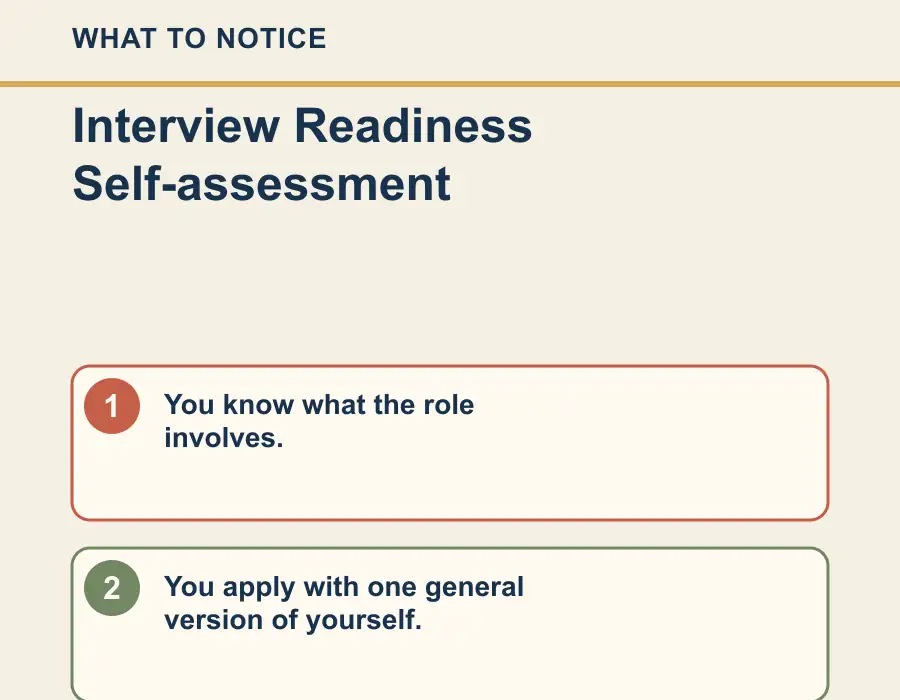 WHAT TO NOTICE
Interview Readiness
Self-assessment
1
You know what the role
involves.
2
You apply with one general
version of yourself.